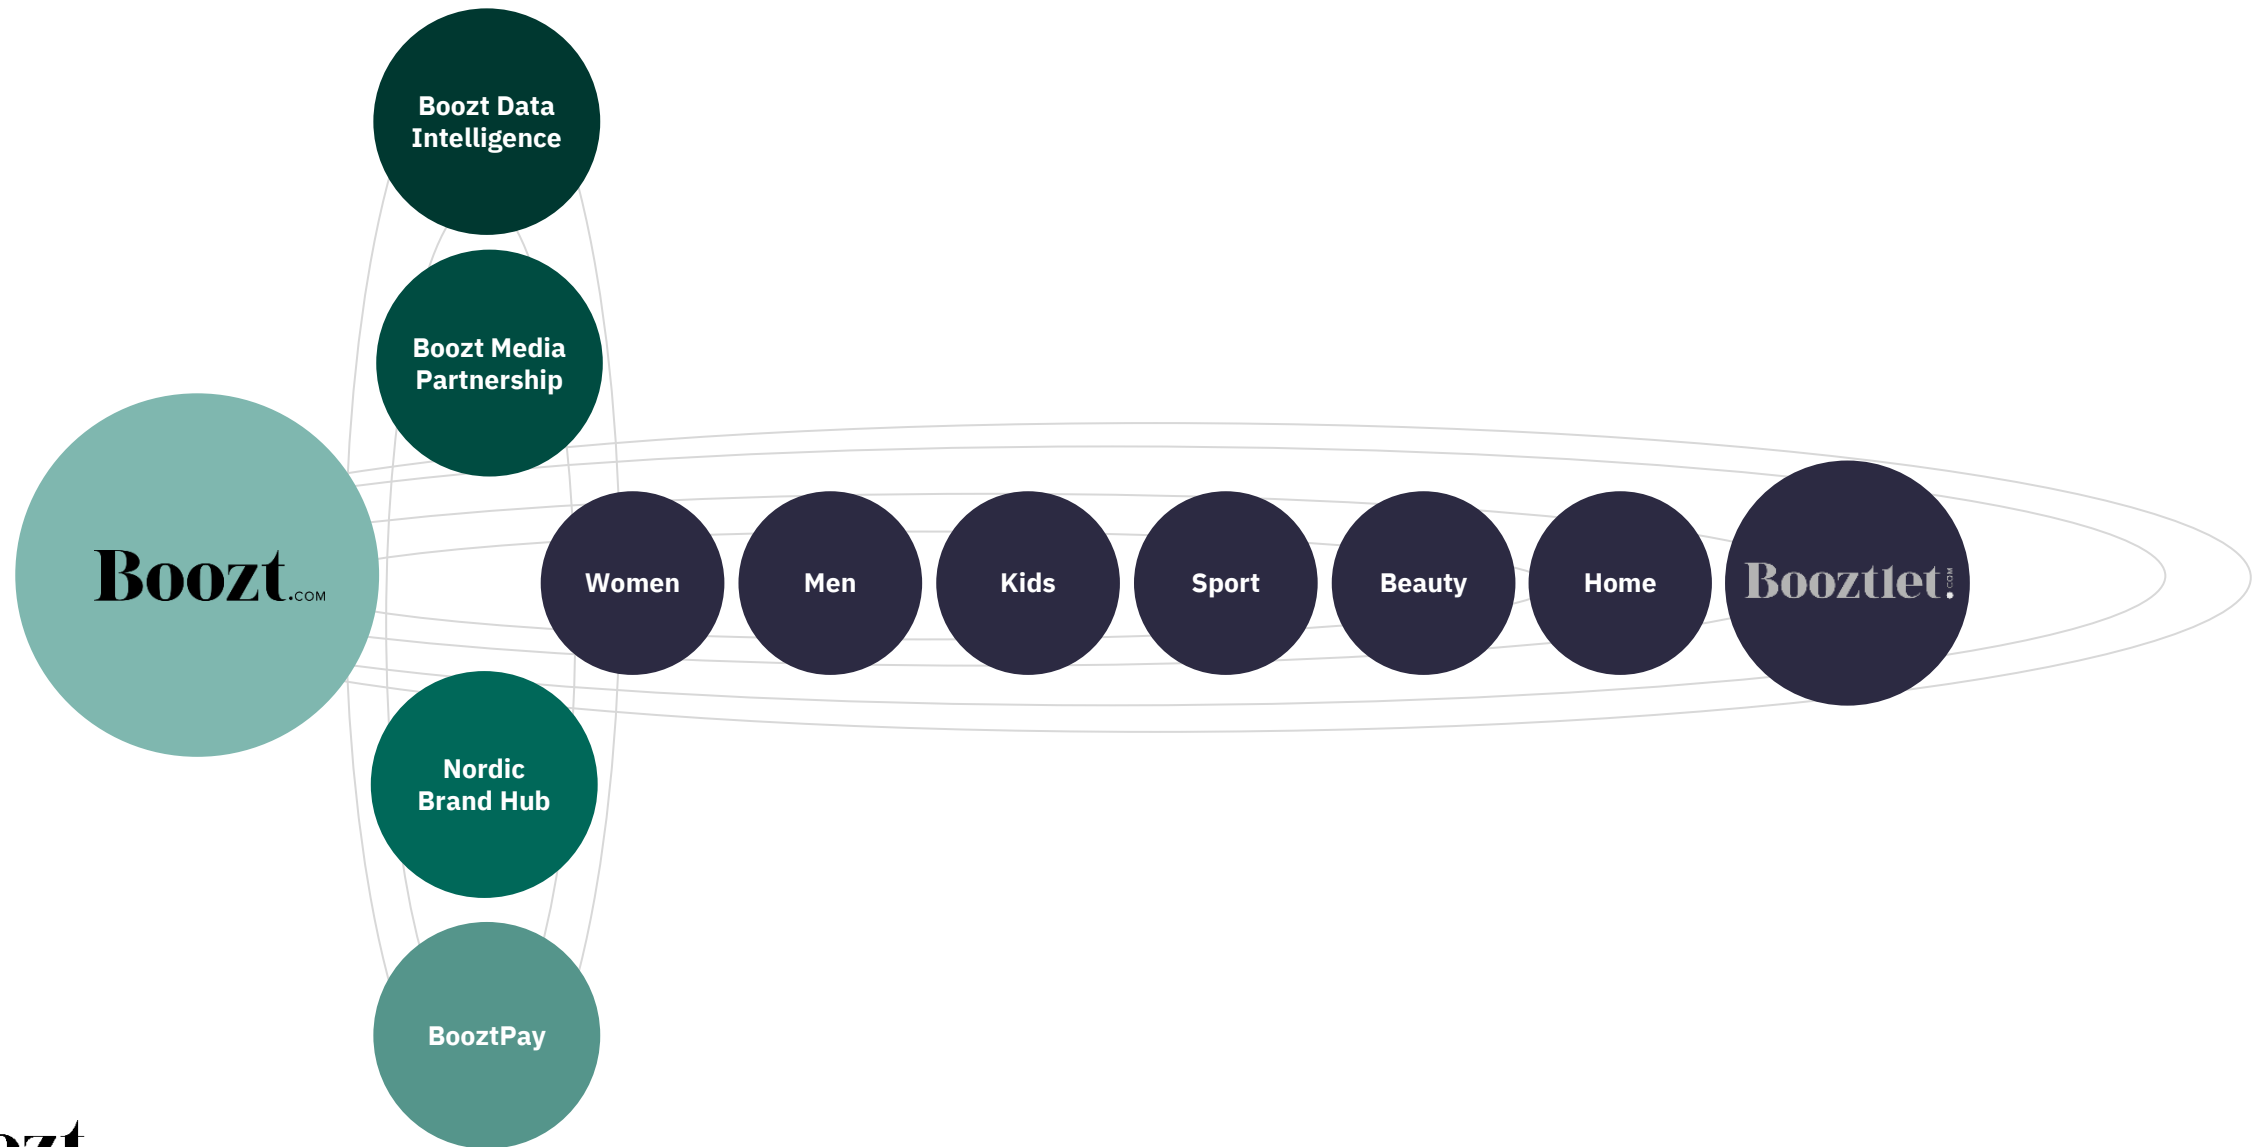 Boozt Data
Intelligence
Boozt Media
Partnership
Boozt.COM
Women
Men
Kids
Sport
Beauty
Home
Booztlet.COM
Nordic
Brand Hub
BooztPay